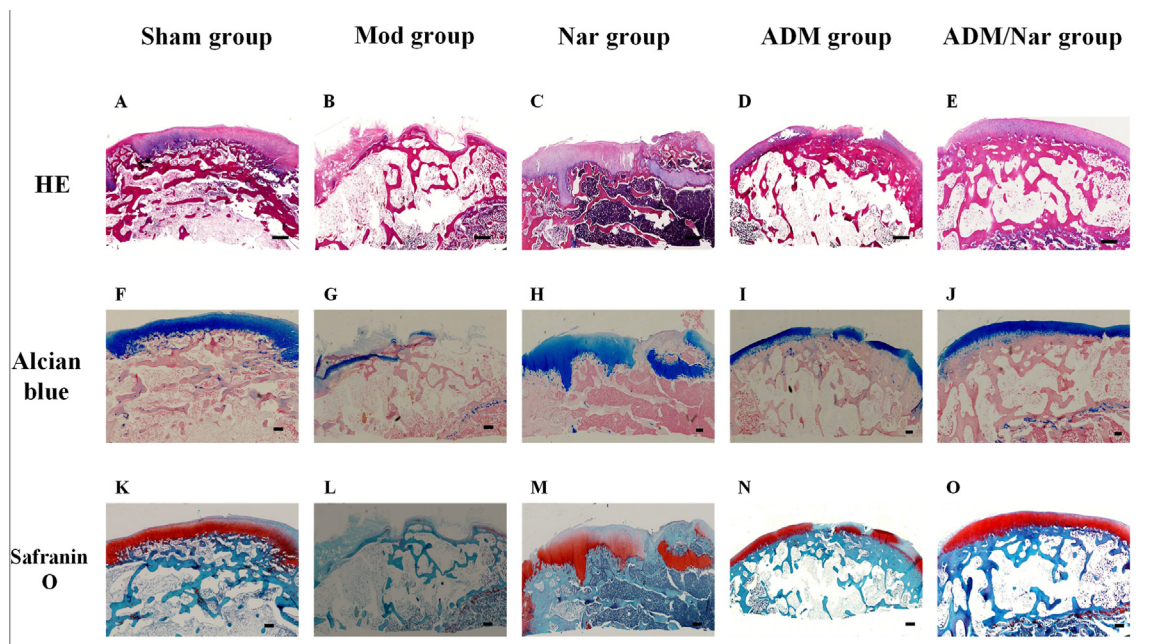 Sham group Mod group Nar group ADM group ADM/Nar group
A B C D E
HE
F G H I J
Alcian
blue
K L M N O
Safranin
O